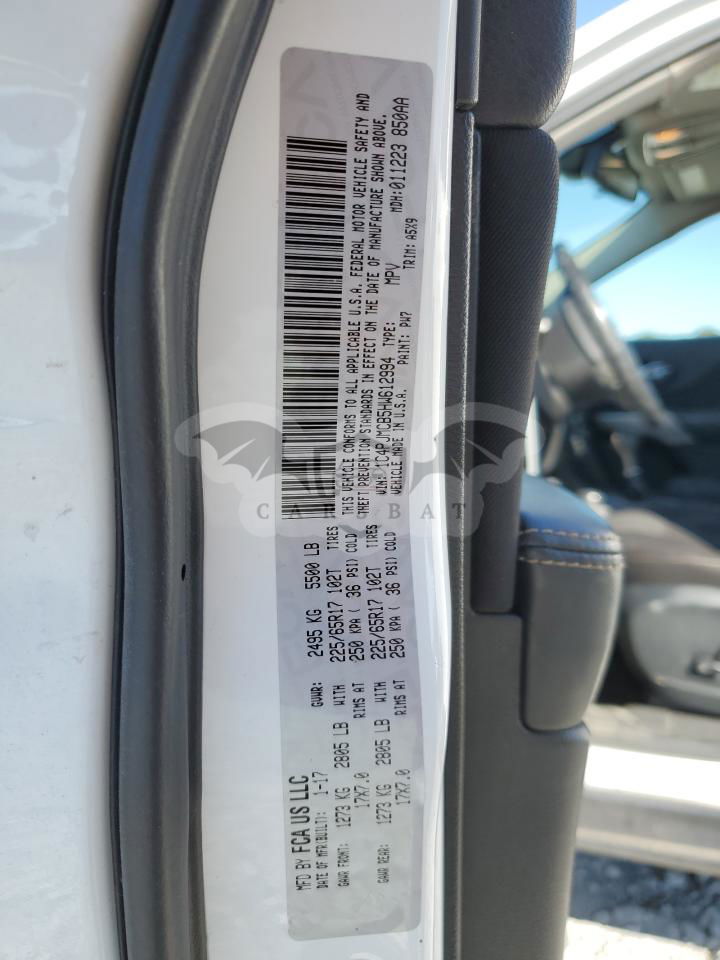 MFD BY FCA US LLC
DATE OF MFR(BUILT): 1-17 GVWR: 2495 KG 5500 LB
GAWR FRONT: 1273 KG 2805 LB WITH 225/65R17 102T TIRES
17X7.0 RIMS AT 250 KPA ( 36 PSI) COLD
GAWR REAR: 1273 KG 2805 LB WITH 225/65R17 102T TIRES
17X7.0 RIMS AT 250 KPA ( 36 PSI) COLD
THIS VEHICLE CONFORMS TO ALL APPLICABLE U.S.A. FEDERAL MOTOR VEHICLE SAFETY AND
THEFT PREVENTION STANDARDS IN EFFECT ON THE DATE OF MANUFACTURE SHOWN ABOVE.
VIN: 1C4PJMCB5HW612994 TYPE: MPV MDH:011223 850AA
VEHICLE MADE IN U.S.A. PAINT: PW7 TRIM: A5X9
CAROBAT